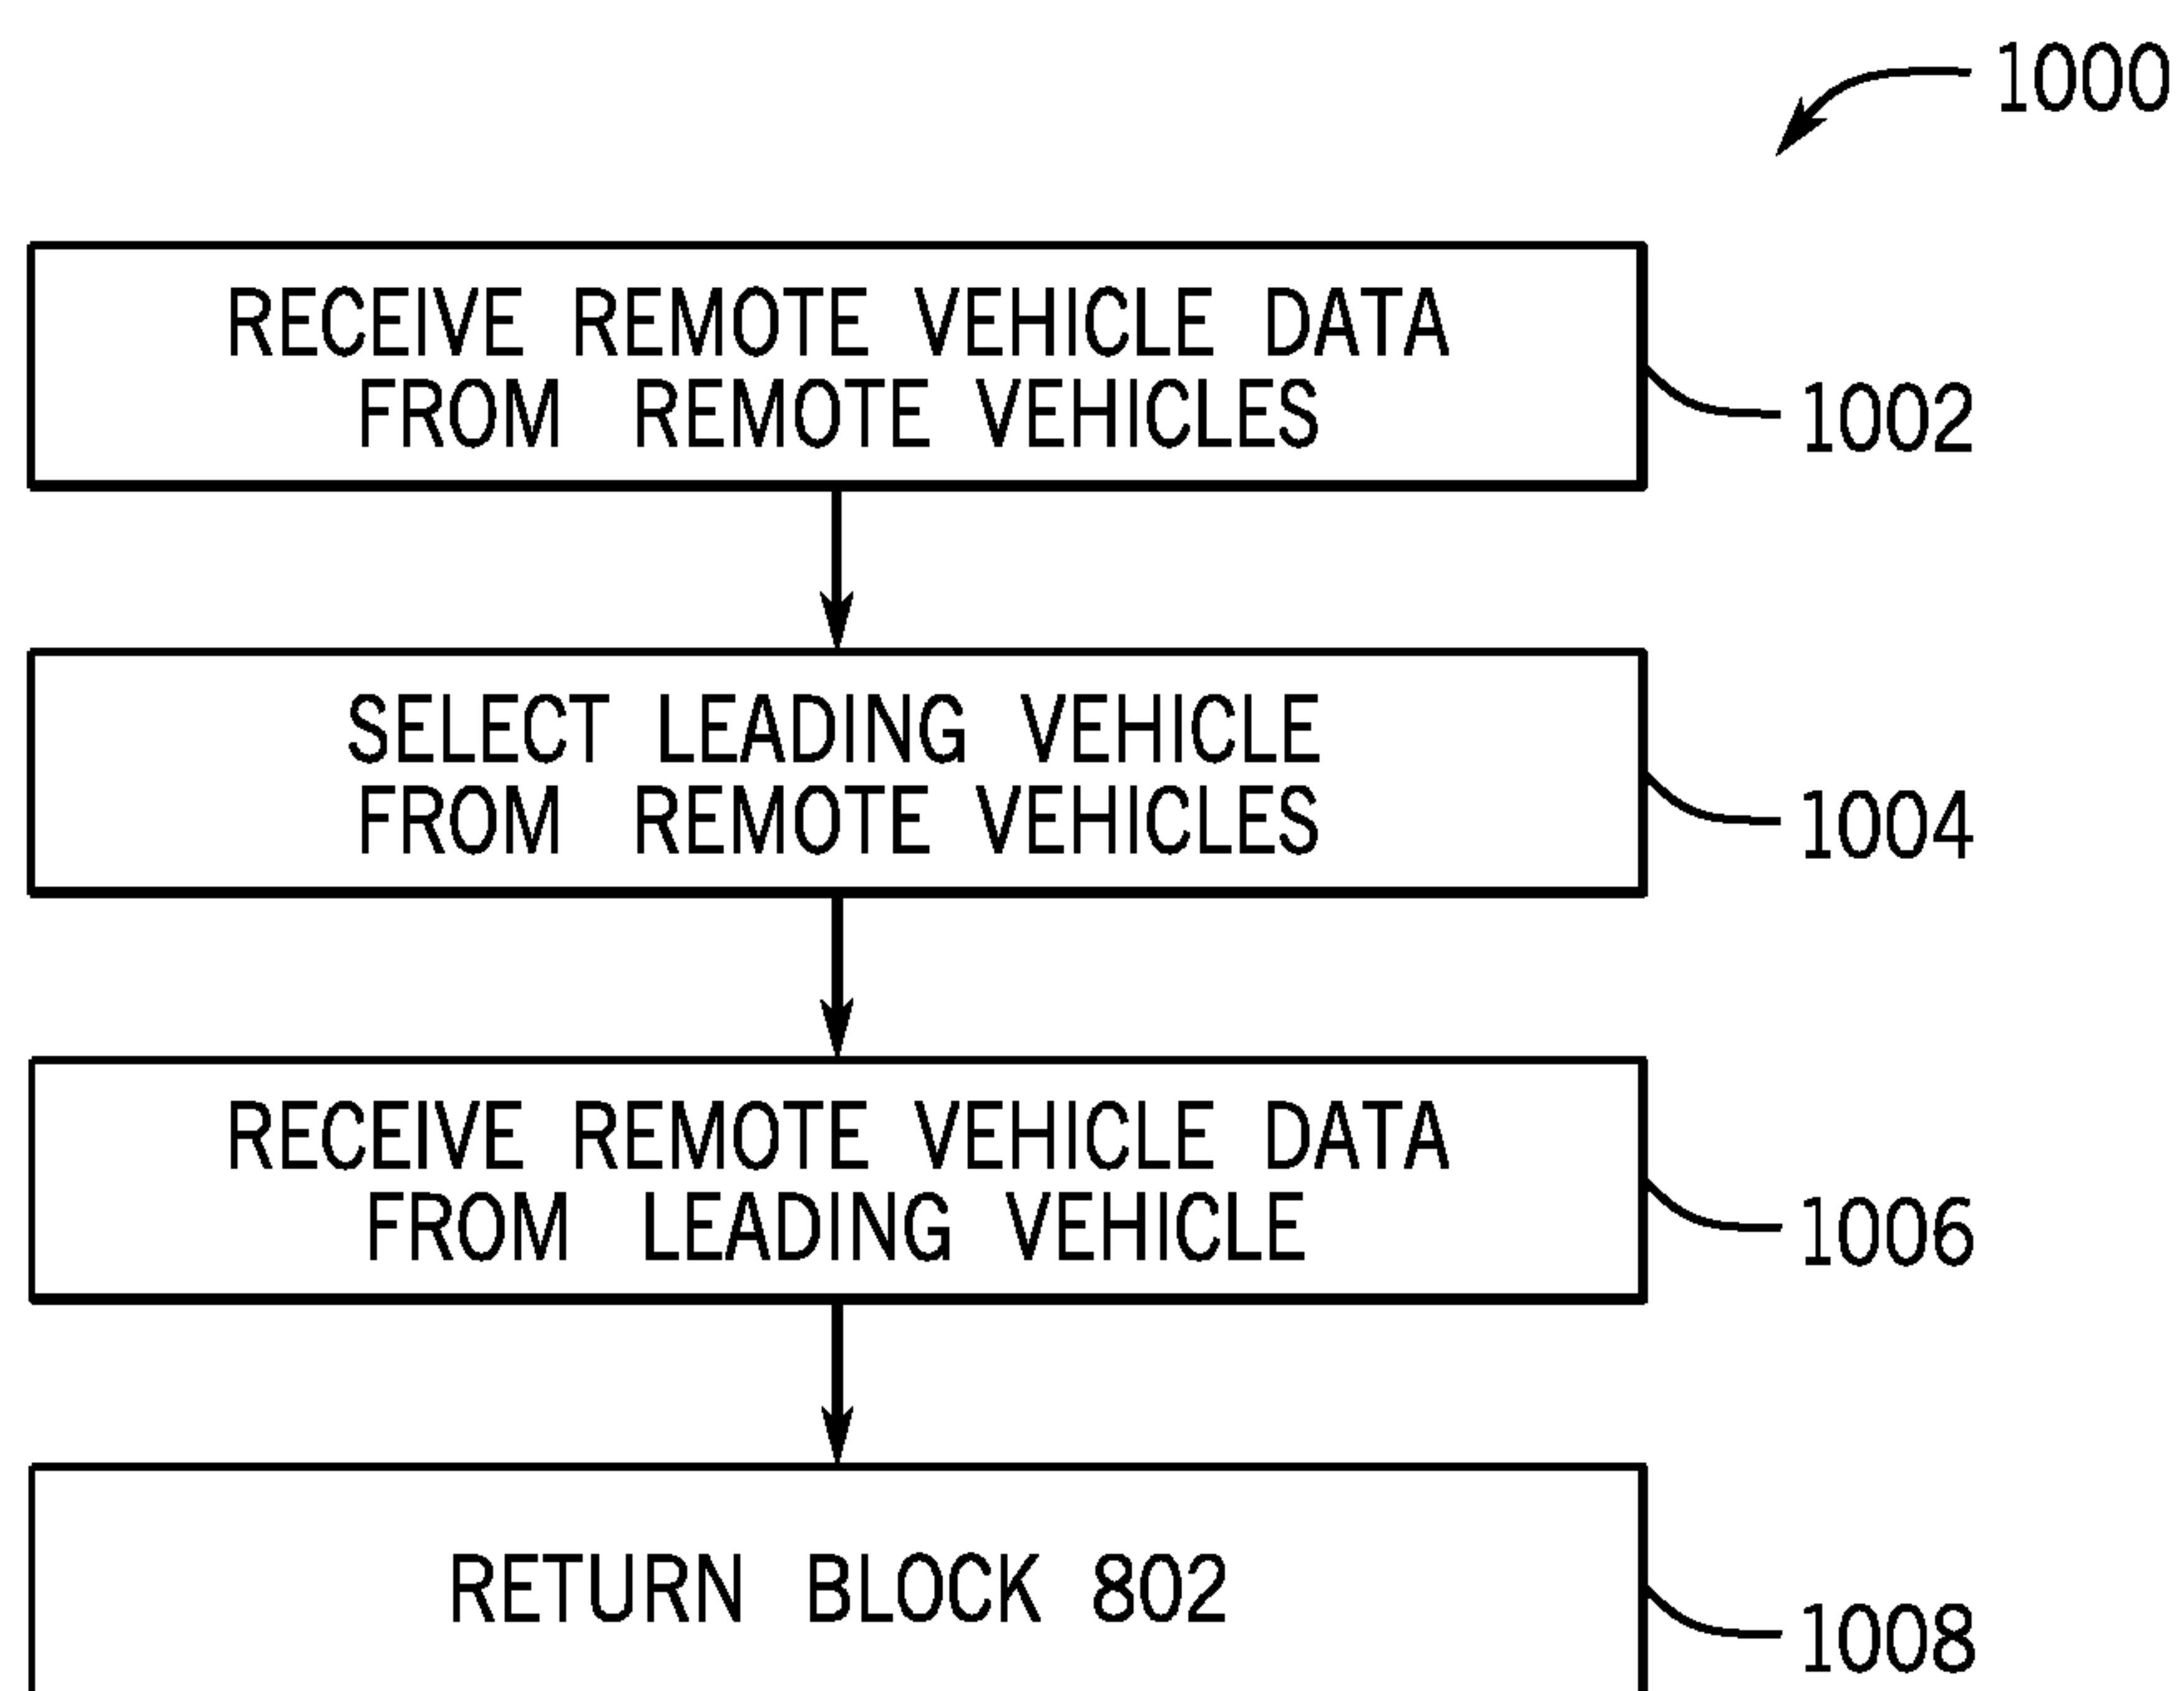 1000
RECEIVE REMOTE VEHICLE DATA
FROM REMOTE VEHICLES
1002
SELECT LEADING VEHICLE
FROM REMOTE VEHICLES
1004
RECEIVE REMOTE VEHICLE DATA
FROM LEADING VEHICLE
1006
RETURN BLOCK 802
1008